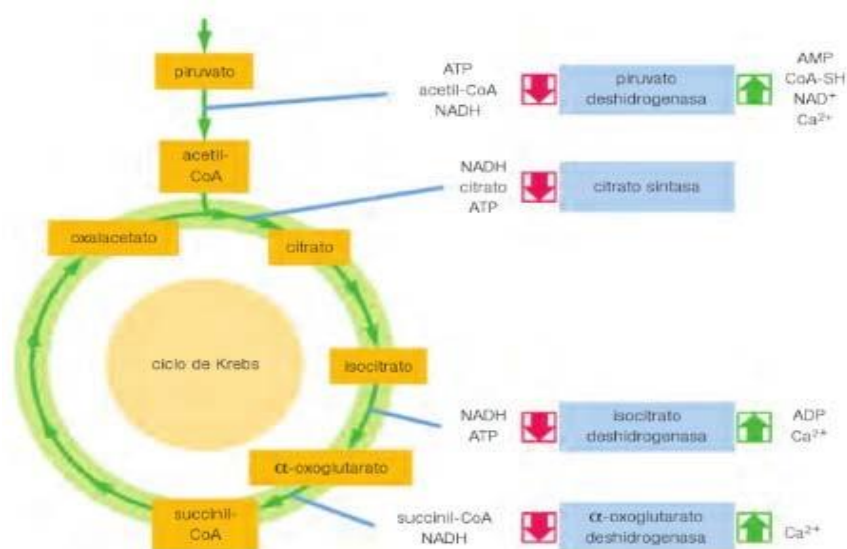 piruvato
ATP
acetil-CoA
NADH
piruvato
deshidrogenasa
AMP
CoA-SH
NAD⁺
Ca²⁺
acetil-
CoA
NADH
citrato
ATP
citrato sintasa
oxalacetato
citrato
ciclo de Krebs
isocitrato
NADH
ATP
isocitrato
deshidrogenasa
ADP
Ca²⁺
α-oxoglutarato
succinil-
CoA
succinil-CoA
NADH
α-oxoglutarato
deshidrogenasa
Ca²⁺